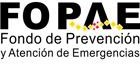 FOPAE
Fondo de Prevención
y Atención de Emergencias